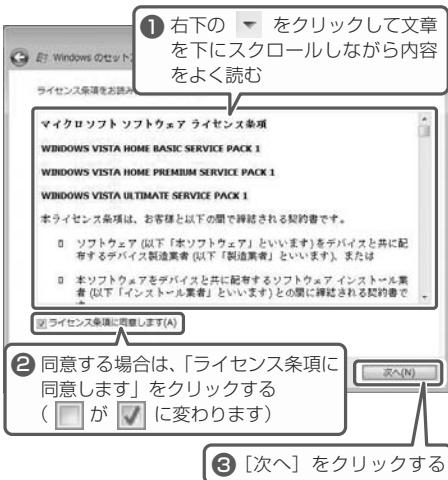 ❶ 右下の ▼ をクリックして文章
を下にスクロールしながら内容
をよく読む
Windows のセット
ライセンス条項をお読み
マイクロソフト ソフトウェア ライセンス条項
WINDOWS VISTA HOME BASIC SERVICE PACK 1
WINDOWS VISTA HOME PREMIUM SERVICE PACK 1
WINDOWS VISTA ULTIMATE SERVICE PACK 1
本ライセンス条項は、お客様と以下の間で締結される契約書です。
ソフトウェア (以下「本ソフトウェア」といいます) をデバイスと共に配
布するデバイス製造業者 (以下「製造業者」といいます)、または
本ソフトウェアをデバイスと共に配布するソフトウェア インストール業
者 (以下「インストール業者」といいます) との間に締結される契約書で
ライセンス条項に同意します(A)
❷ 同意する場合は、「ライセンス条項に
同意します」をクリックする
( が に変わります)
次へ(N)
❸ [次へ] をクリックする